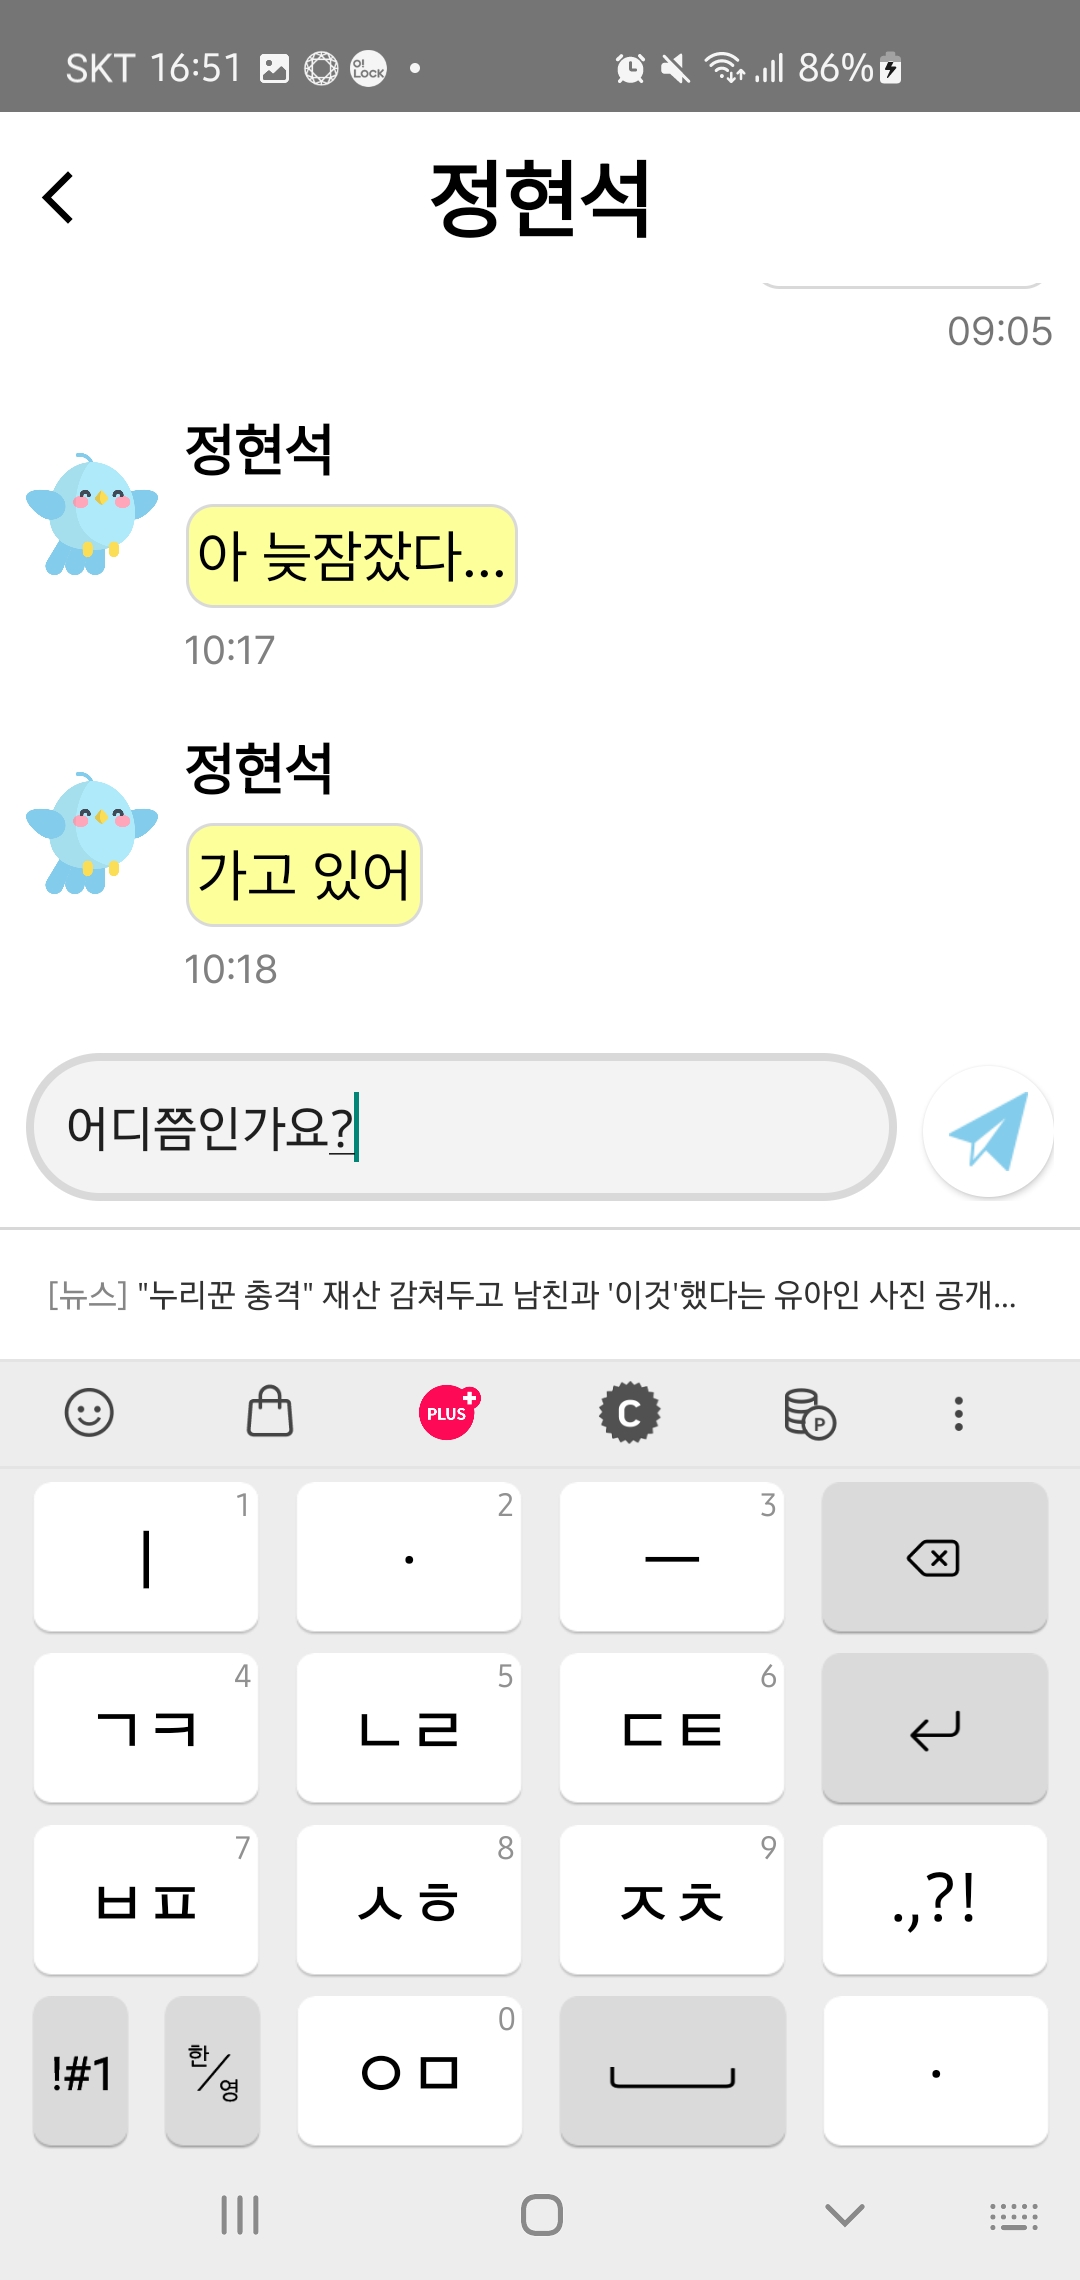 SKT 16:51 O! LOCK 86%
정현석
09:05
정현석
아 늦잠잤다...
10:17
정현석
가고 있어
10:18
어디쯤인가요?
[뉴스] "누리꾼 충격" 재산 감쳐두고 남친과 '이것'했다는 유아인 사진 공개...
PLUS C P
ㅣ 1 · 2 ㅡ 3
ㄱㅋ 4 ㄴㄹ 5 ㄷㅌ 6
ㅂㅍ 7 ㅅㅎ 8 ㅈㅊ 9 .,?!
!#1 한/영 ㅇㅁ 0 .